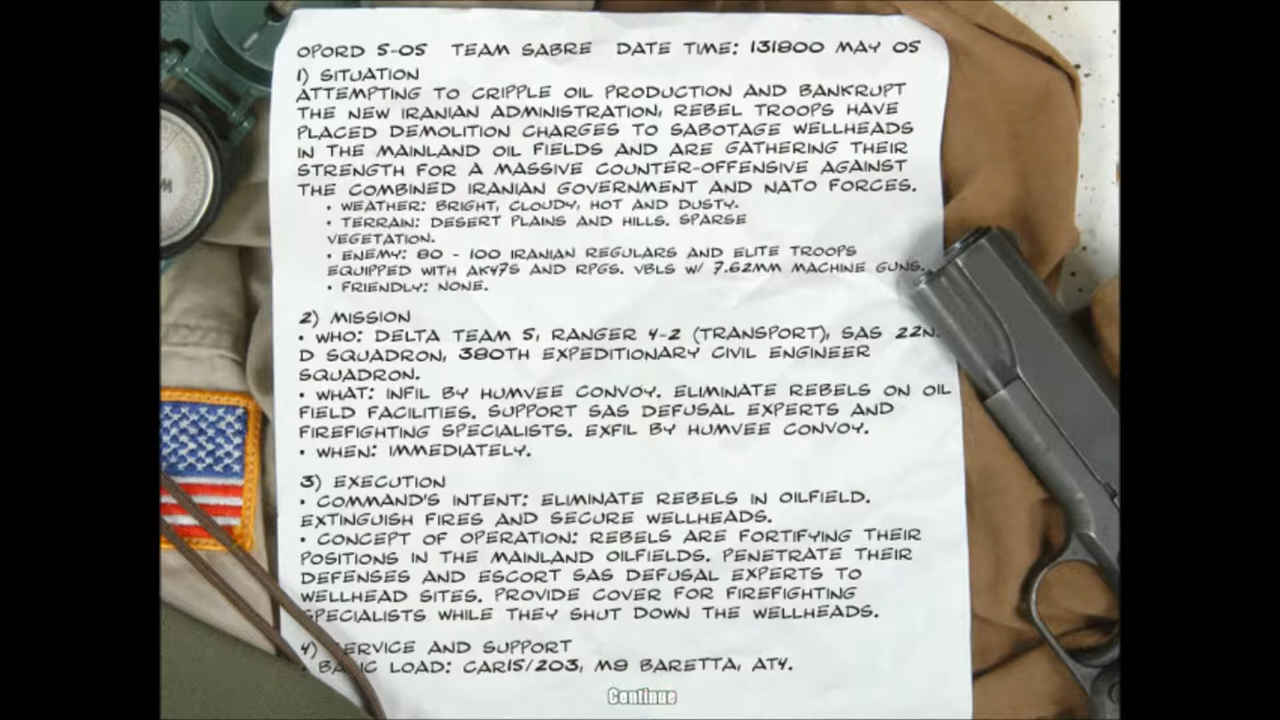 OPORD 5-05 TEAM SABRE DATE TIME: 131800 MAY 05
1) SITUATION
ATTEMPTING TO CRIPPLE OIL PRODUCTION AND BANKRUPT
THE NEW IRANIAN ADMINISTRATION, REBEL TROOPS HAVE
PLACED DEMOLITION CHARGES TO SABOTAGE WELLHEADS
IN THE MAINLAND OIL FIELDS AND ARE GATHERING THEIR
STRENGTH FOR A MASSIVE COUNTER-OFFENSIVE AGAINST
THE COMBINED IRANIAN GOVERNMENT AND NATO FORCES.
• WEATHER: BRIGHT, CLOUDY, HOT AND DUSTY.
• TERRAIN: DESERT PLAINS AND HILLS. SPARSE
VEGETATION.
• ENEMY: 80 - 100 IRANIAN REGULARS AND ELITE TROOPS
EQUIPPED WITH AK47S AND RPGS. VBLS W/ 7.62MM MACHINE GUNS.
• FRIENDLY: NONE.
2) MISSION
• WHO: DELTA TEAM 5, RANGER 4-2 (TRANSPORT), SAS 22N.
D SQUADRON, 380TH EXPEDITIONARY CIVIL ENGINEER
SQUADRON.
• WHAT: INFIL BY HUMVEE CONVOY. ELIMINATE REBELS ON OIL
FIELD FACILITIES. SUPPORT SAS DEFUSAL EXPERTS AND
FIREFIGHTING SPECIALISTS. EXFIL BY HUMVEE CONVOY.
• WHEN: IMMEDIATELY.
3) EXECUTION
• COMMAND'S INTENT: ELIMINATE REBELS IN OILFIELD.
EXTINGUISH FIRES AND SECURE WELLHEADS.
• CONCEPT OF OPERATION: REBELS ARE FORTIFYING THEIR
POSITIONS IN THE MAINLAND OILFIELDS. PENETRATE THEIR
DEFENSES AND ESCORT SAS DEFUSAL EXPERTS TO
WELLHEAD SITES. PROVIDE COVER FOR FIREFIGHTING
SPECIALISTS WHILE THEY SHUT DOWN THE WELLHEADS.
4) SERVICE AND SUPPORT
• BASIC LOAD: CAR15/203, M9 BARETTA, AT4.
Continue